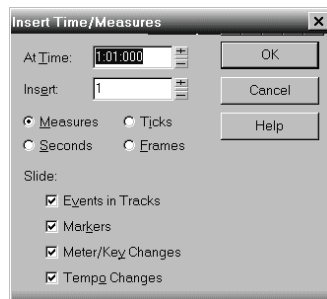 Insert Time/Measures
At Time: 1:01:000 OK
Insert: 1 Cancel
Measures Ticks Help
Seconds Frames
Slide:
Events in Tracks
Markers
Meter/Key Changes
Tempo Changes